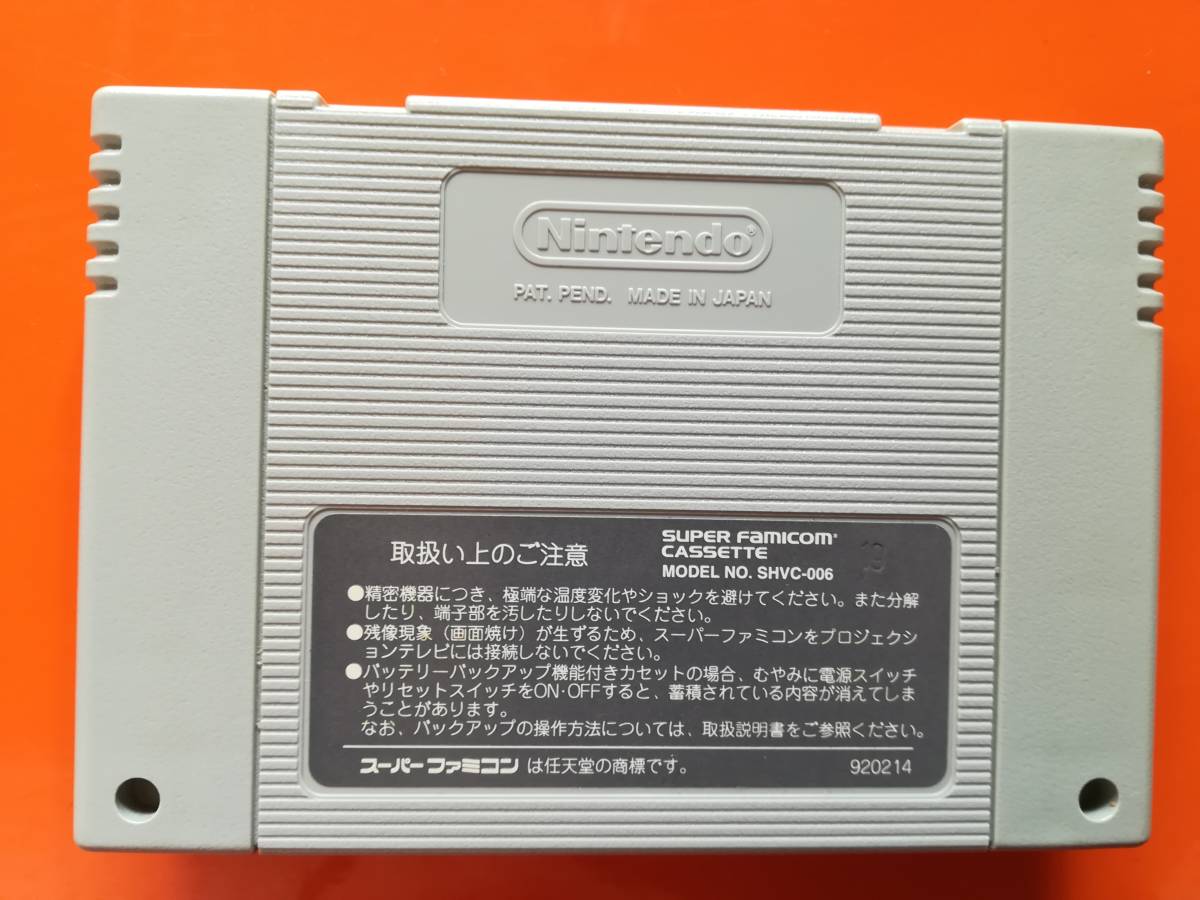 Nintendo®
PAT. PEND. MADE IN JAPAN
取扱い上のご注意
SUPER FAMICOM®
CASSETTE
MODEL NO. SHVC-006
13
●精密機器につき、極端な温度変化やショックを避けてください。また分解
したり、端子部を汚したりしないでください。
●残像現象（画面焼け）が生ずるため、スーパーファミコンをプロジェクシ
ョンテレビには接続しないでください。
●バッテリーバックアップ機能付きカセットの場合、むやみに電源スイッチ
やリセットスイッチをON・OFFすると、蓄積されている内容が消えてしま
うことがあります。
なお、バックアップの操作方法については、取扱説明書をご参照ください。
スーパーファミコン は任天堂の商標です。 920214